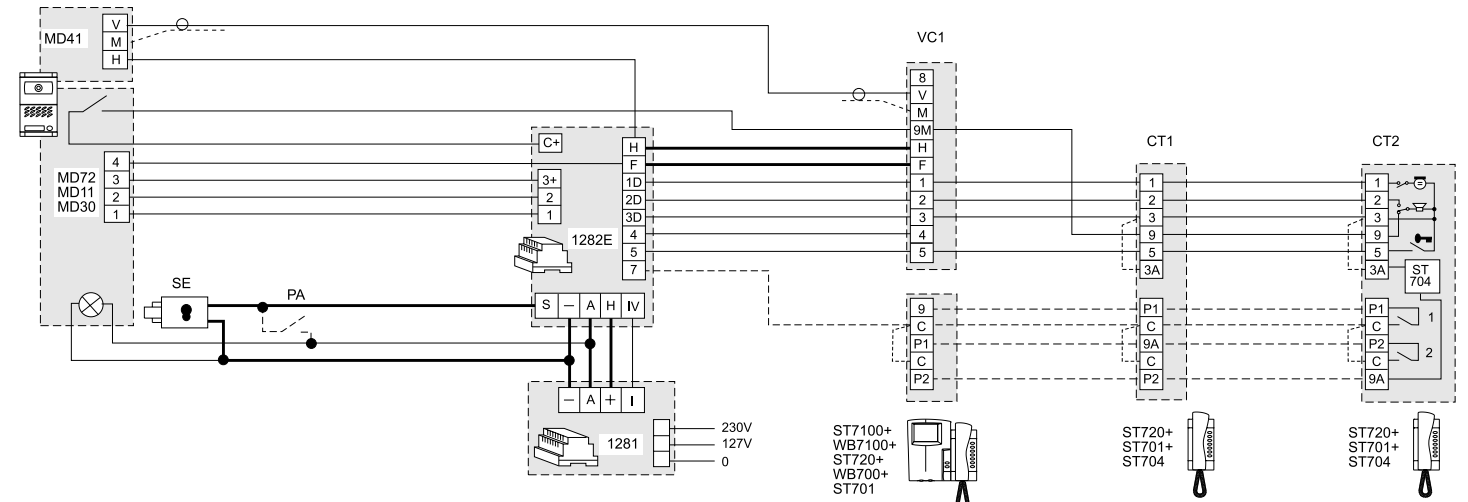 MD41
V
M
H
MD72
MD11
MD30
4
3
2
1
SE
PA
C+
3+
2
1
H
F
1D
2D
3D
4
5
7
1282E
S — A H IV
— A + I
1281
230V
127V
0
VC1
8
V
M
9M
H
F
1
2
3
4
5
9
C
P1
C
P2
ST7100+
WB7100+
ST720+
WB700+
ST701
CT1
1
2
3
9
5
3A
P1
C
9A
C
P2
ST720+
ST701+
ST704
CT2
1
2
3
9
5
3A
ST
704
P1
C
P2
C
9A
1
2
ST720+
ST701+
ST704